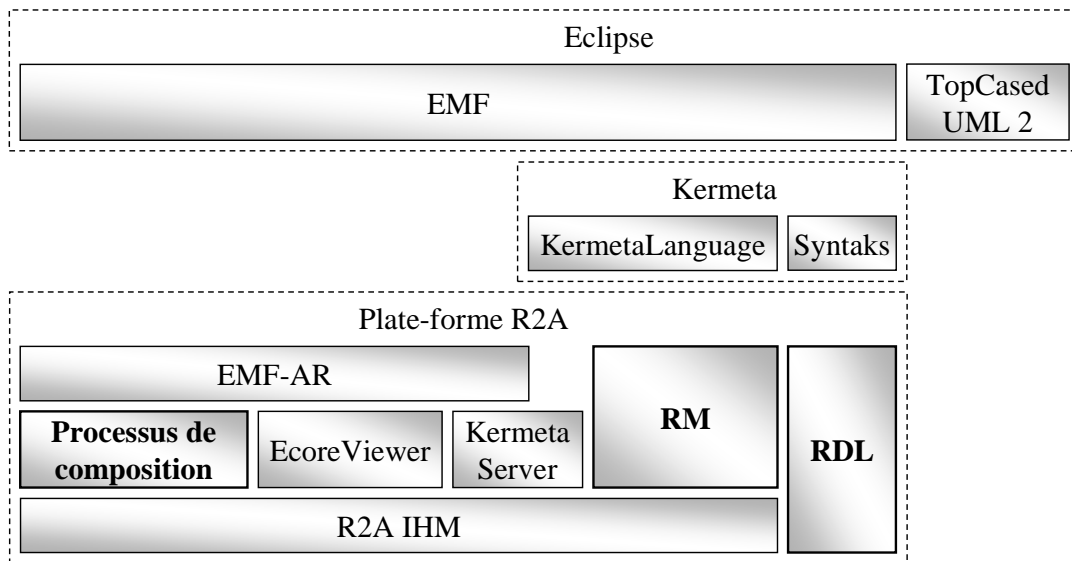 Eclipse
EMF
TopCased
UML 2
Kermeta
KermetaLanguage
Syntaks
Plate-forme R2A
EMF-AR
Processus de
composition
EcoreViewer
Kermeta
Server
RM
RDL
R2A IHM